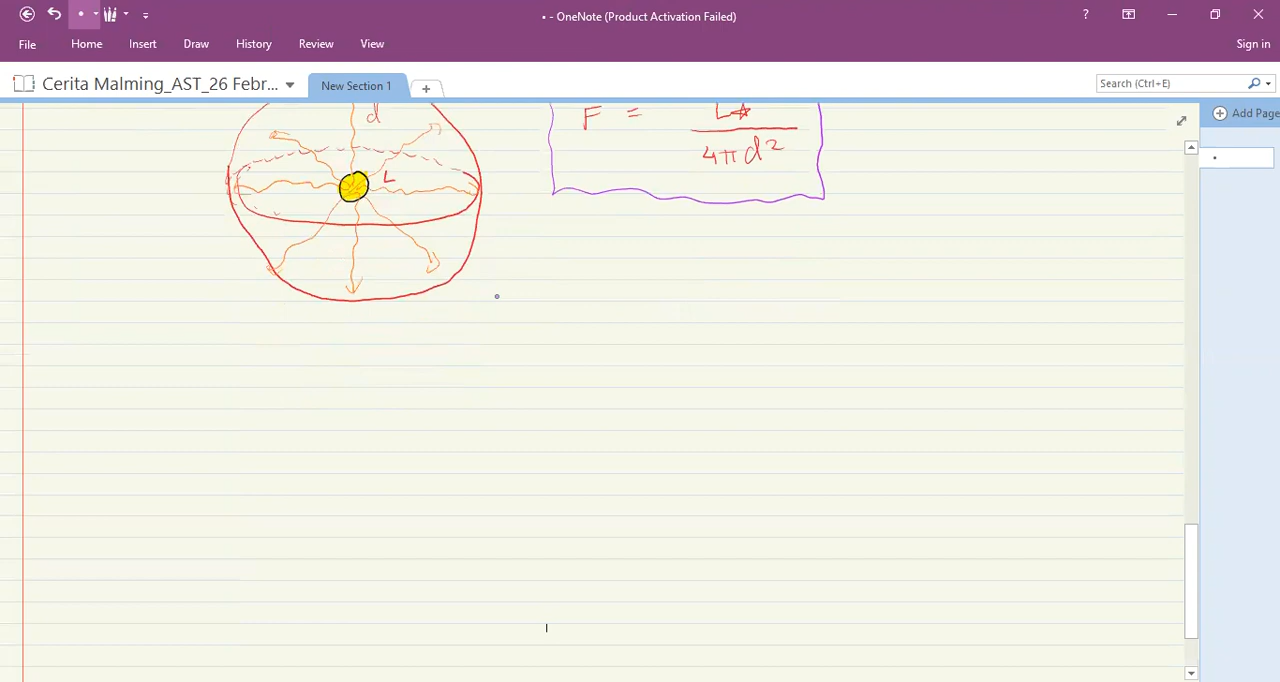 • - OneNote (Product Activation Failed)
?
File
Home
Insert
Draw
History
Review
View
Sign in
Cerita Malming_AST_26 Febr...
New Section 1
+
Search (Ctrl+E)
Add Page
d
L
F = L★
4πd²